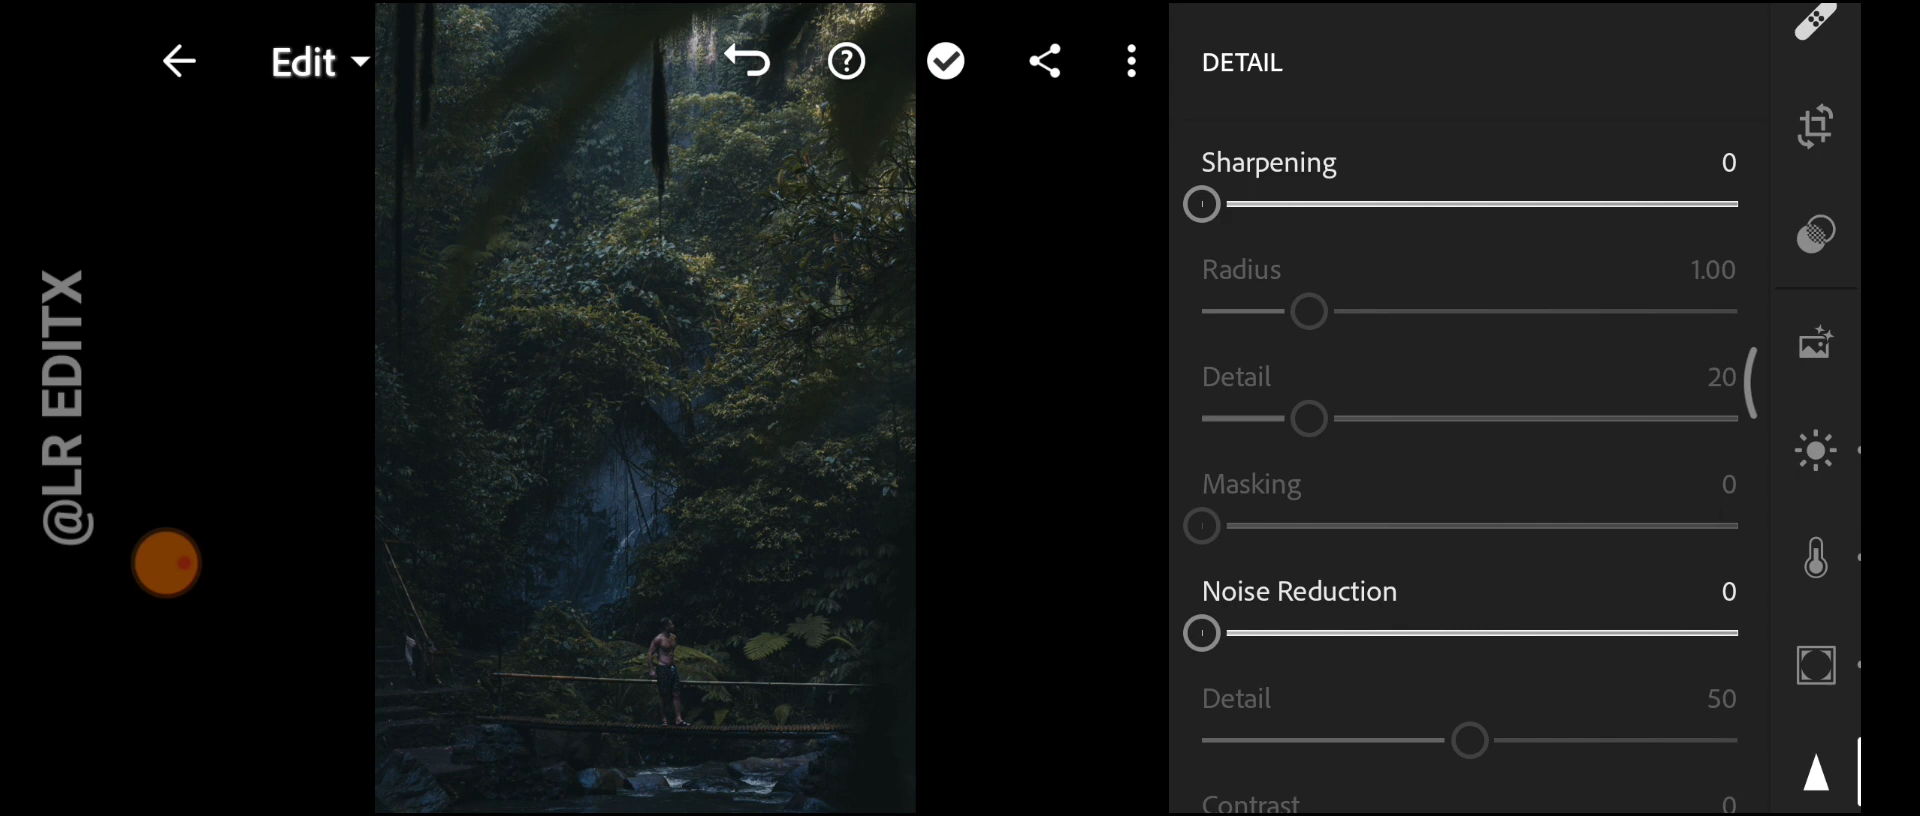 Edit
@LR EDITX
DETAIL
Sharpening 0
Radius 1.00
Detail 20
Masking 0
Noise Reduction 0
Detail 50
Contrast 0